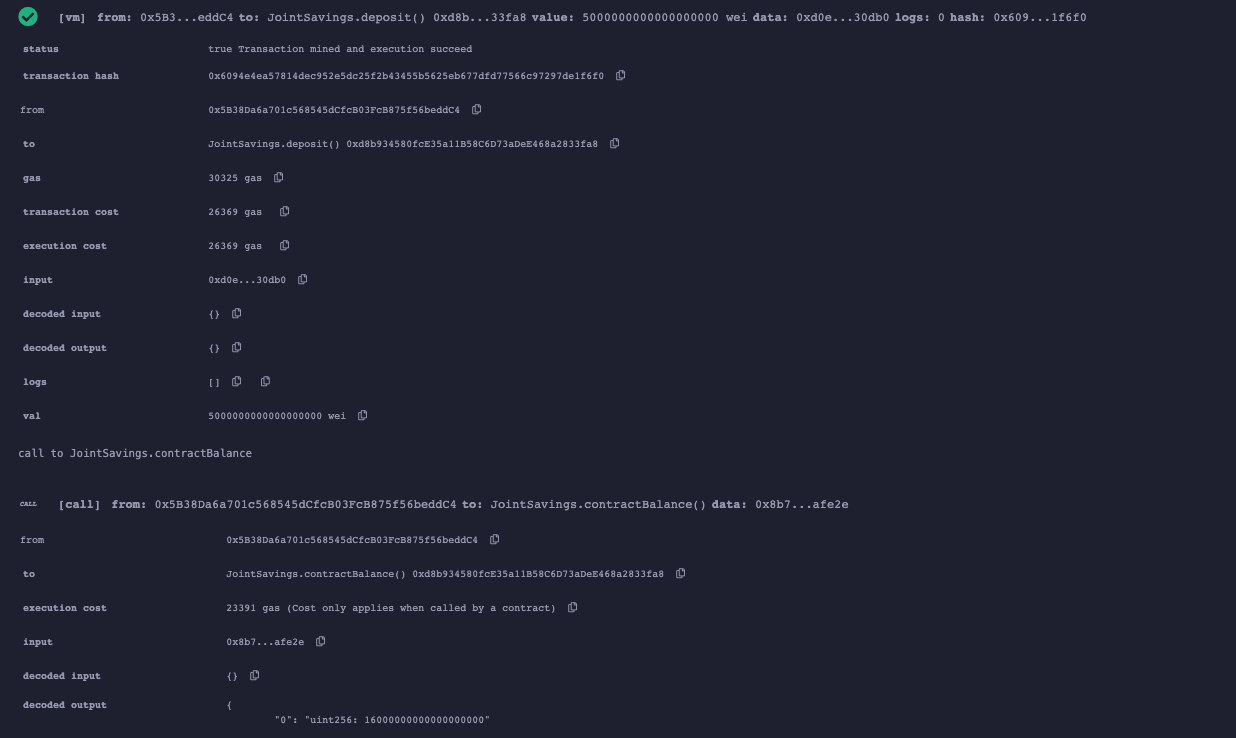 [vm] from: 0x5B3...eddC4 to: JointSavings.deposit() 0xd8b...33fa8 value: 5000000000000000000 wei data: 0xd0e...30db0 logs: 0 hash: 0x609...1f6f0
status true Transaction mined and execution succeed
transaction hash 0x6094e4ea57814dec952e5dc25f2b43455b5625eb677dfd77566c97297de1f6f0
from 0x5B38Da6a701c568545dCfcB03FcB875f56beddC4
to JointSavings.deposit() 0xd8b934580fcE35a11B58C6D73aDeE468a2833fa8
gas 30325 gas
transaction cost 26369 gas
execution cost 26369 gas
input 0xd0e...30db0
decoded input {}
decoded output {}
logs []
val 5000000000000000000 wei
call to JointSavings.contractBalance
CALL [call] from: 0x5B38Da6a701c568545dCfcB03FcB875f56beddC4 to: JointSavings.contractBalance() data: 0x8b7...afe2e
from 0x5B38Da6a701c568545dCfcB03FcB875f56beddC4
to JointSavings.contractBalance() 0xd8b934580fcE35a11B58C6D73aDeE468a2833fa8
execution cost 23391 gas (Cost only applies when called by a contract)
input 0x8b7...afe2e
decoded input {}
decoded output {
"0": "uint256: 16000000000000000000"